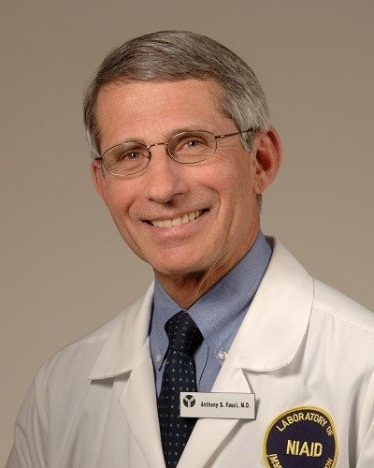 Anthony S. Fauci, M.D.
LABORATORY OF
NIAID